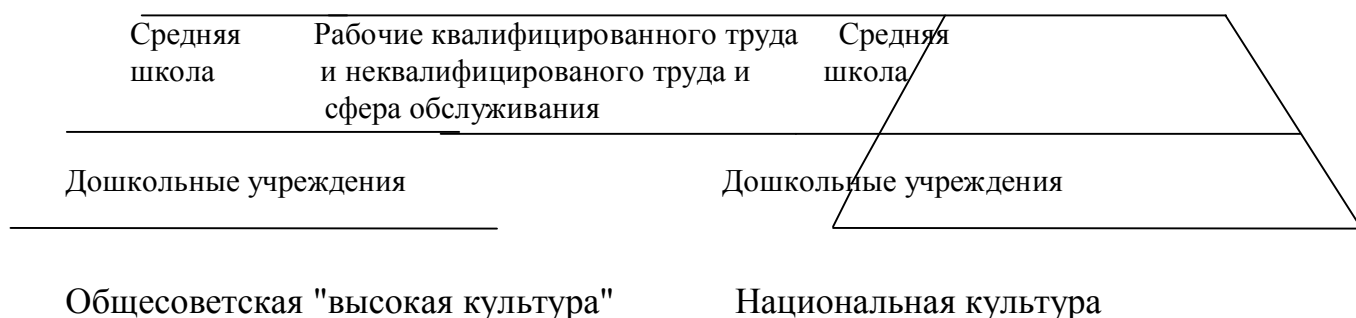 Средняя Рабочие квалифицированного труда Средняя
школа и неквалифицированого труда и школа
сфера обслуживания
Дошкольные учреждения Дошкольные учреждения
Общесоветская "высокая культура" Национальная культура